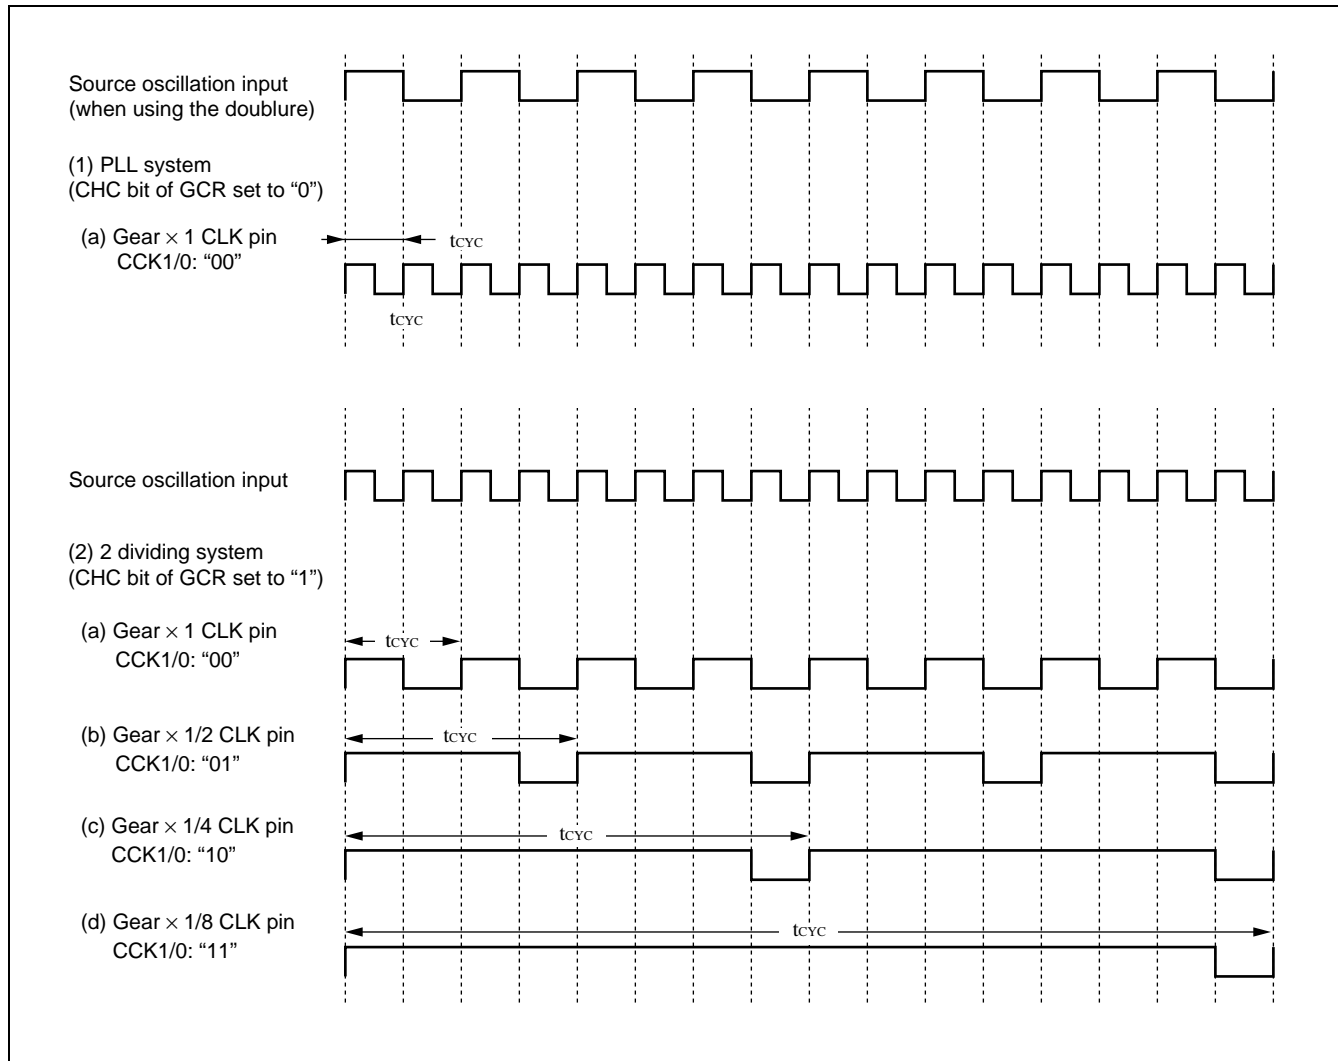 Source oscillation input
(when using the doublure)
(1) PLL system
(CHC bit of GCR set to “0”)
(a) Gear × 1 CLK pin
CCK1/0: “00”
tCYC
tCYC
Source oscillation input
(2) 2 dividing system
(CHC bit of GCR set to “1”)
(a) Gear × 1 CLK pin
CCK1/0: “00”
tCYC
(b) Gear × 1/2 CLK pin
CCK1/0: “01”
tCYC
(c) Gear × 1/4 CLK pin
CCK1/0: “10”
tCYC
(d) Gear × 1/8 CLK pin
CCK1/0: “11”
tCYC